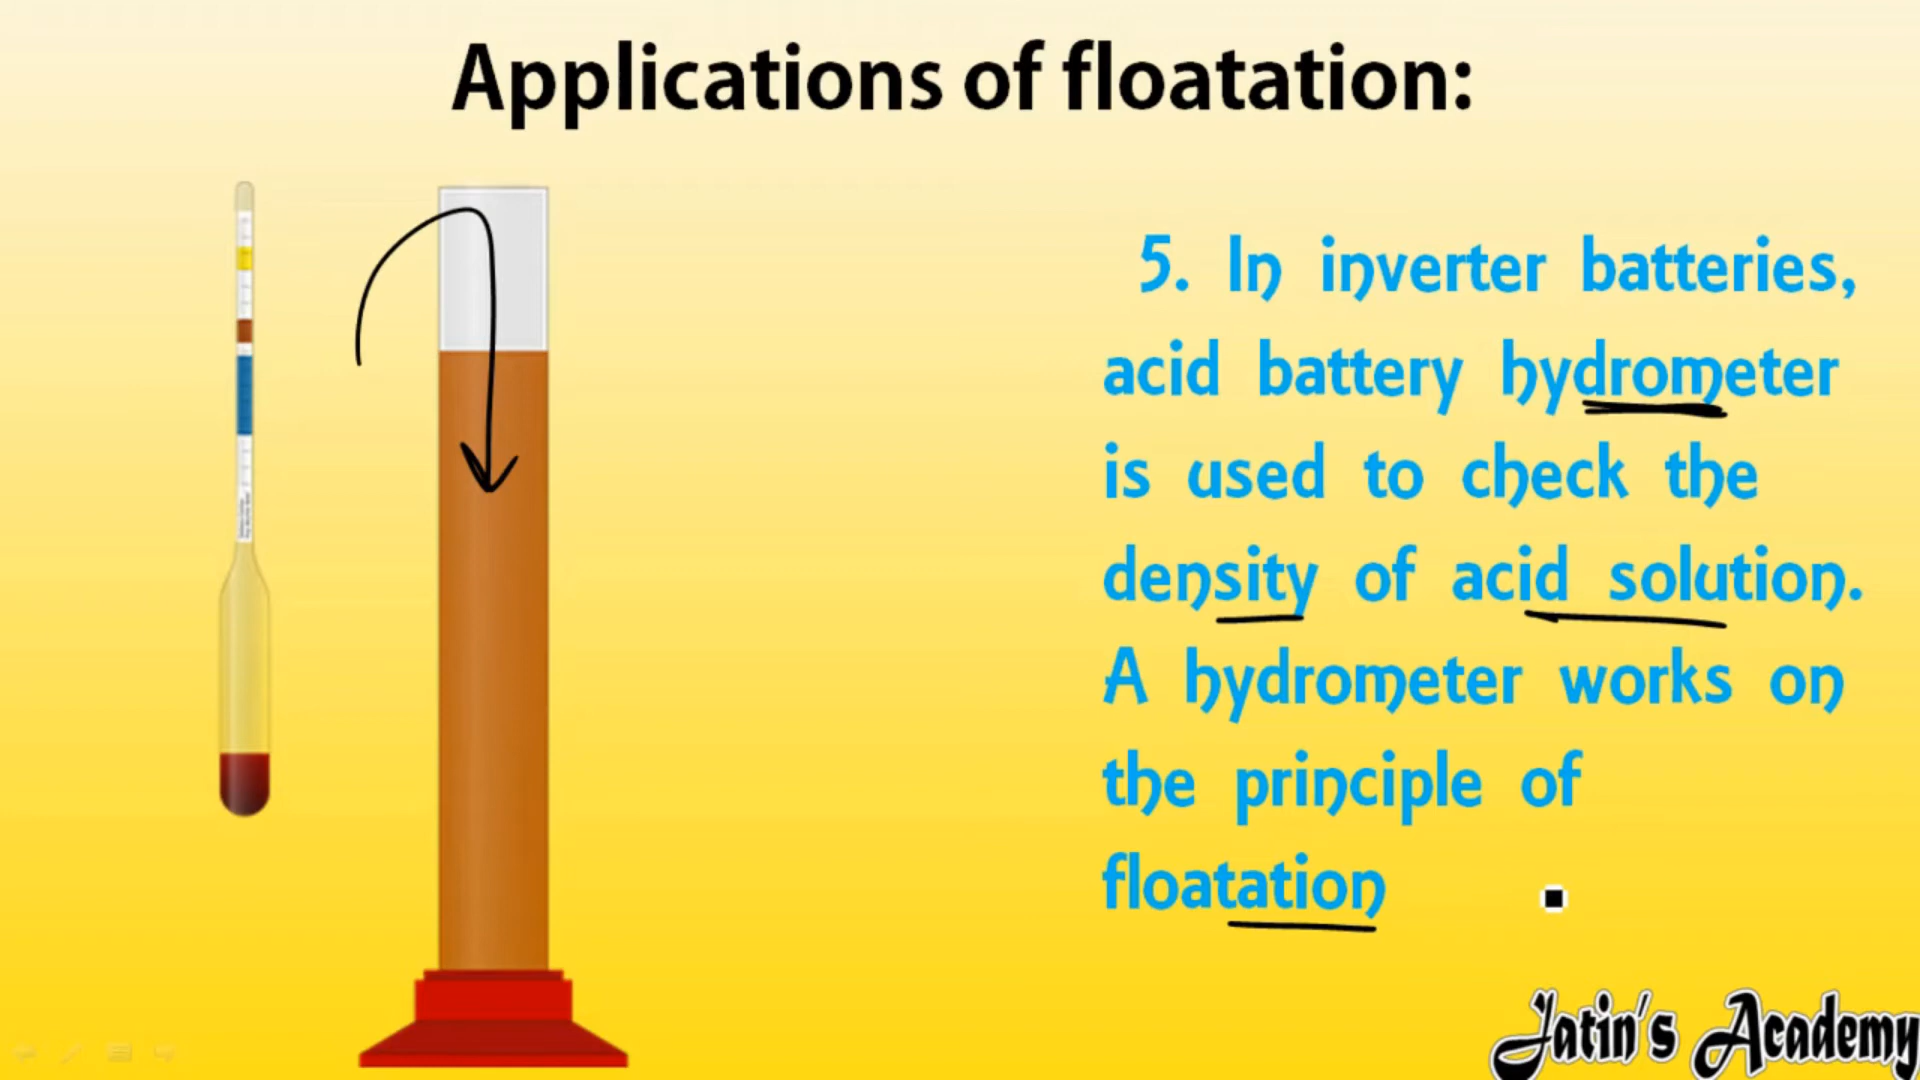 Applications of floatation:
5. In inverter batteries,
acid battery hydrometer
is used to check the
density of acid solution.
A hydrometer works on
the principle of
floatation
Jatin's Academy